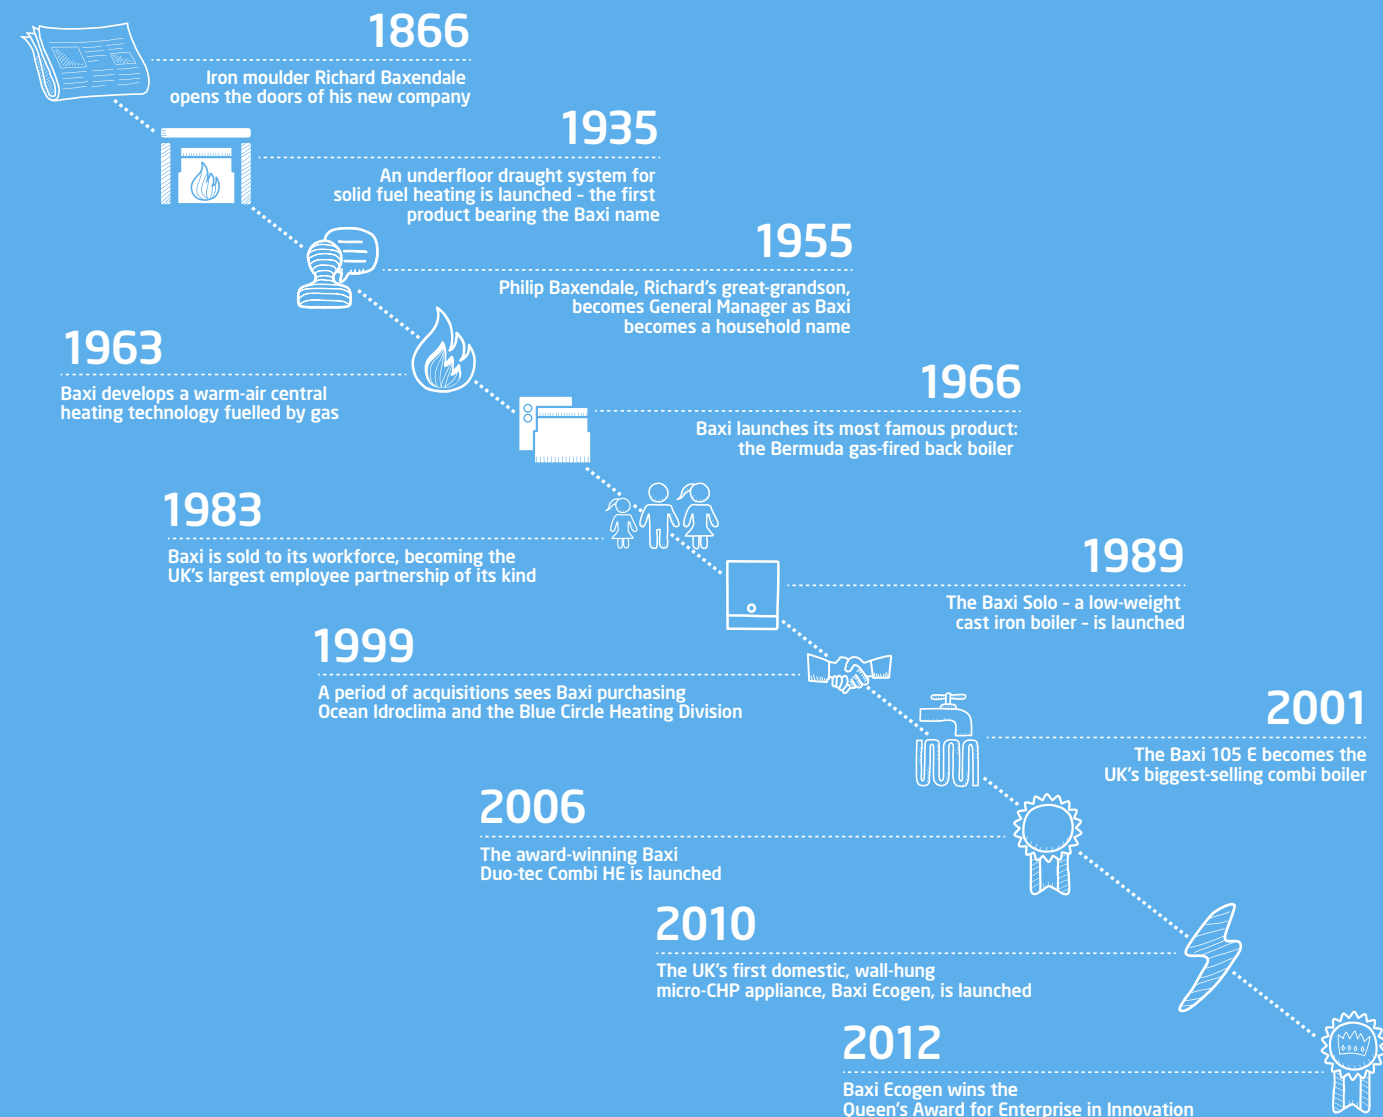 1866
Iron moulder Richard Baxendale
opens the doors of his new company
1935
An underfloor draught system for
solid fuel heating is launched - the first
product bearing the Baxi name
1955
Philip Baxendale, Richard's great-grandson,
becomes General Manager as Baxi
becomes a household name
1963
Baxi develops a warm-air central
heating technology fuelled by gas
1966
Baxi launches its most famous product:
the Bermuda gas-fired back boiler
1983
Baxi is sold to its workforce, becoming the
UK's largest employee partnership of its kind
1989
The Baxi Solo - a low-weight
cast iron boiler - is launched
1999
A period of acquisitions sees Baxi purchasing
Ocean Idroclima and the Blue Circle Heating Division
2001
The Baxi 105 E becomes the
UK's biggest-selling combi boiler
2006
The award-winning Baxi
Duo-tec Combi HE is launched
2010
The UK's first domestic, wall-hung
micro-CHP appliance, Baxi Ecogen, is launched
2012
Baxi Ecogen wins the
Queen's Award for Enterprise in Innovation